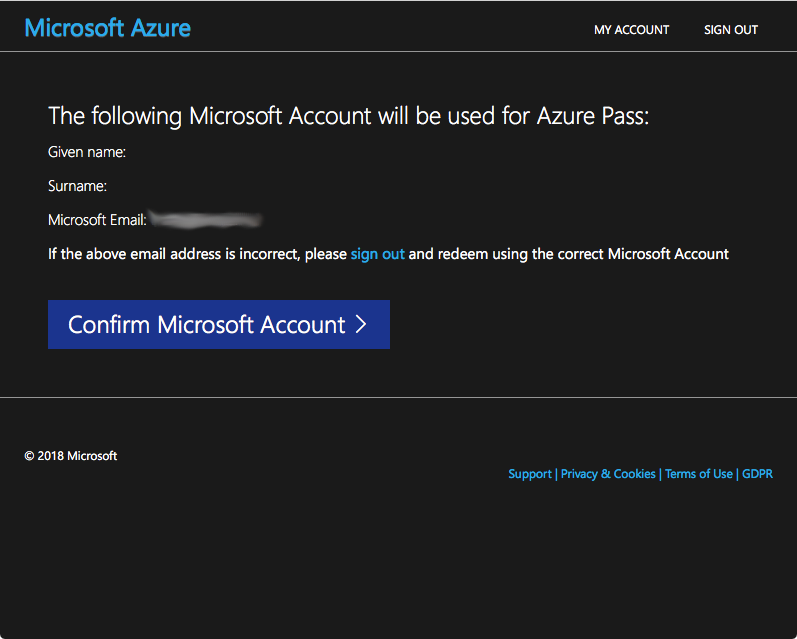 Microsoft Azure
MY ACCOUNT SIGN OUT
The following Microsoft Account will be used for Azure Pass:
Given name:
Surname:
Microsoft Email:
If the above email address is incorrect, please sign out and redeem using the correct Microsoft Account
Confirm Microsoft Account >
© 2018 Microsoft
Support | Privacy & Cookies | Terms of Use | GDPR